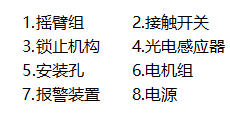 1.摇臂组 2.接触开关
3.锁止机构 4.光电感应器
5.安装孔 6.电机组
7.报警装置 8.电源